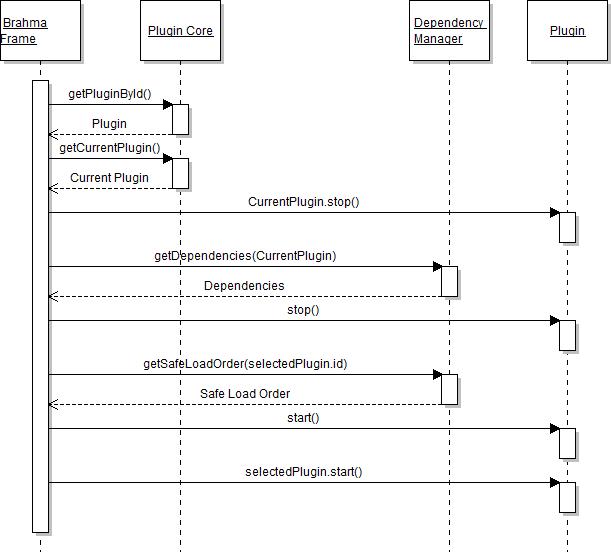 Brahma
Frame
Plugin Core
Dependency
Manager
Plugin
getPluginById()
Plugin
getCurrentPlugin()
Current Plugin
CurrentPlugin.stop()
getDependencies(CurrentPlugin)
Dependencies
stop()
getSafeLoadOrder(selectedPlugin.id)
Safe Load Order
start()
selectedPlugin.start()